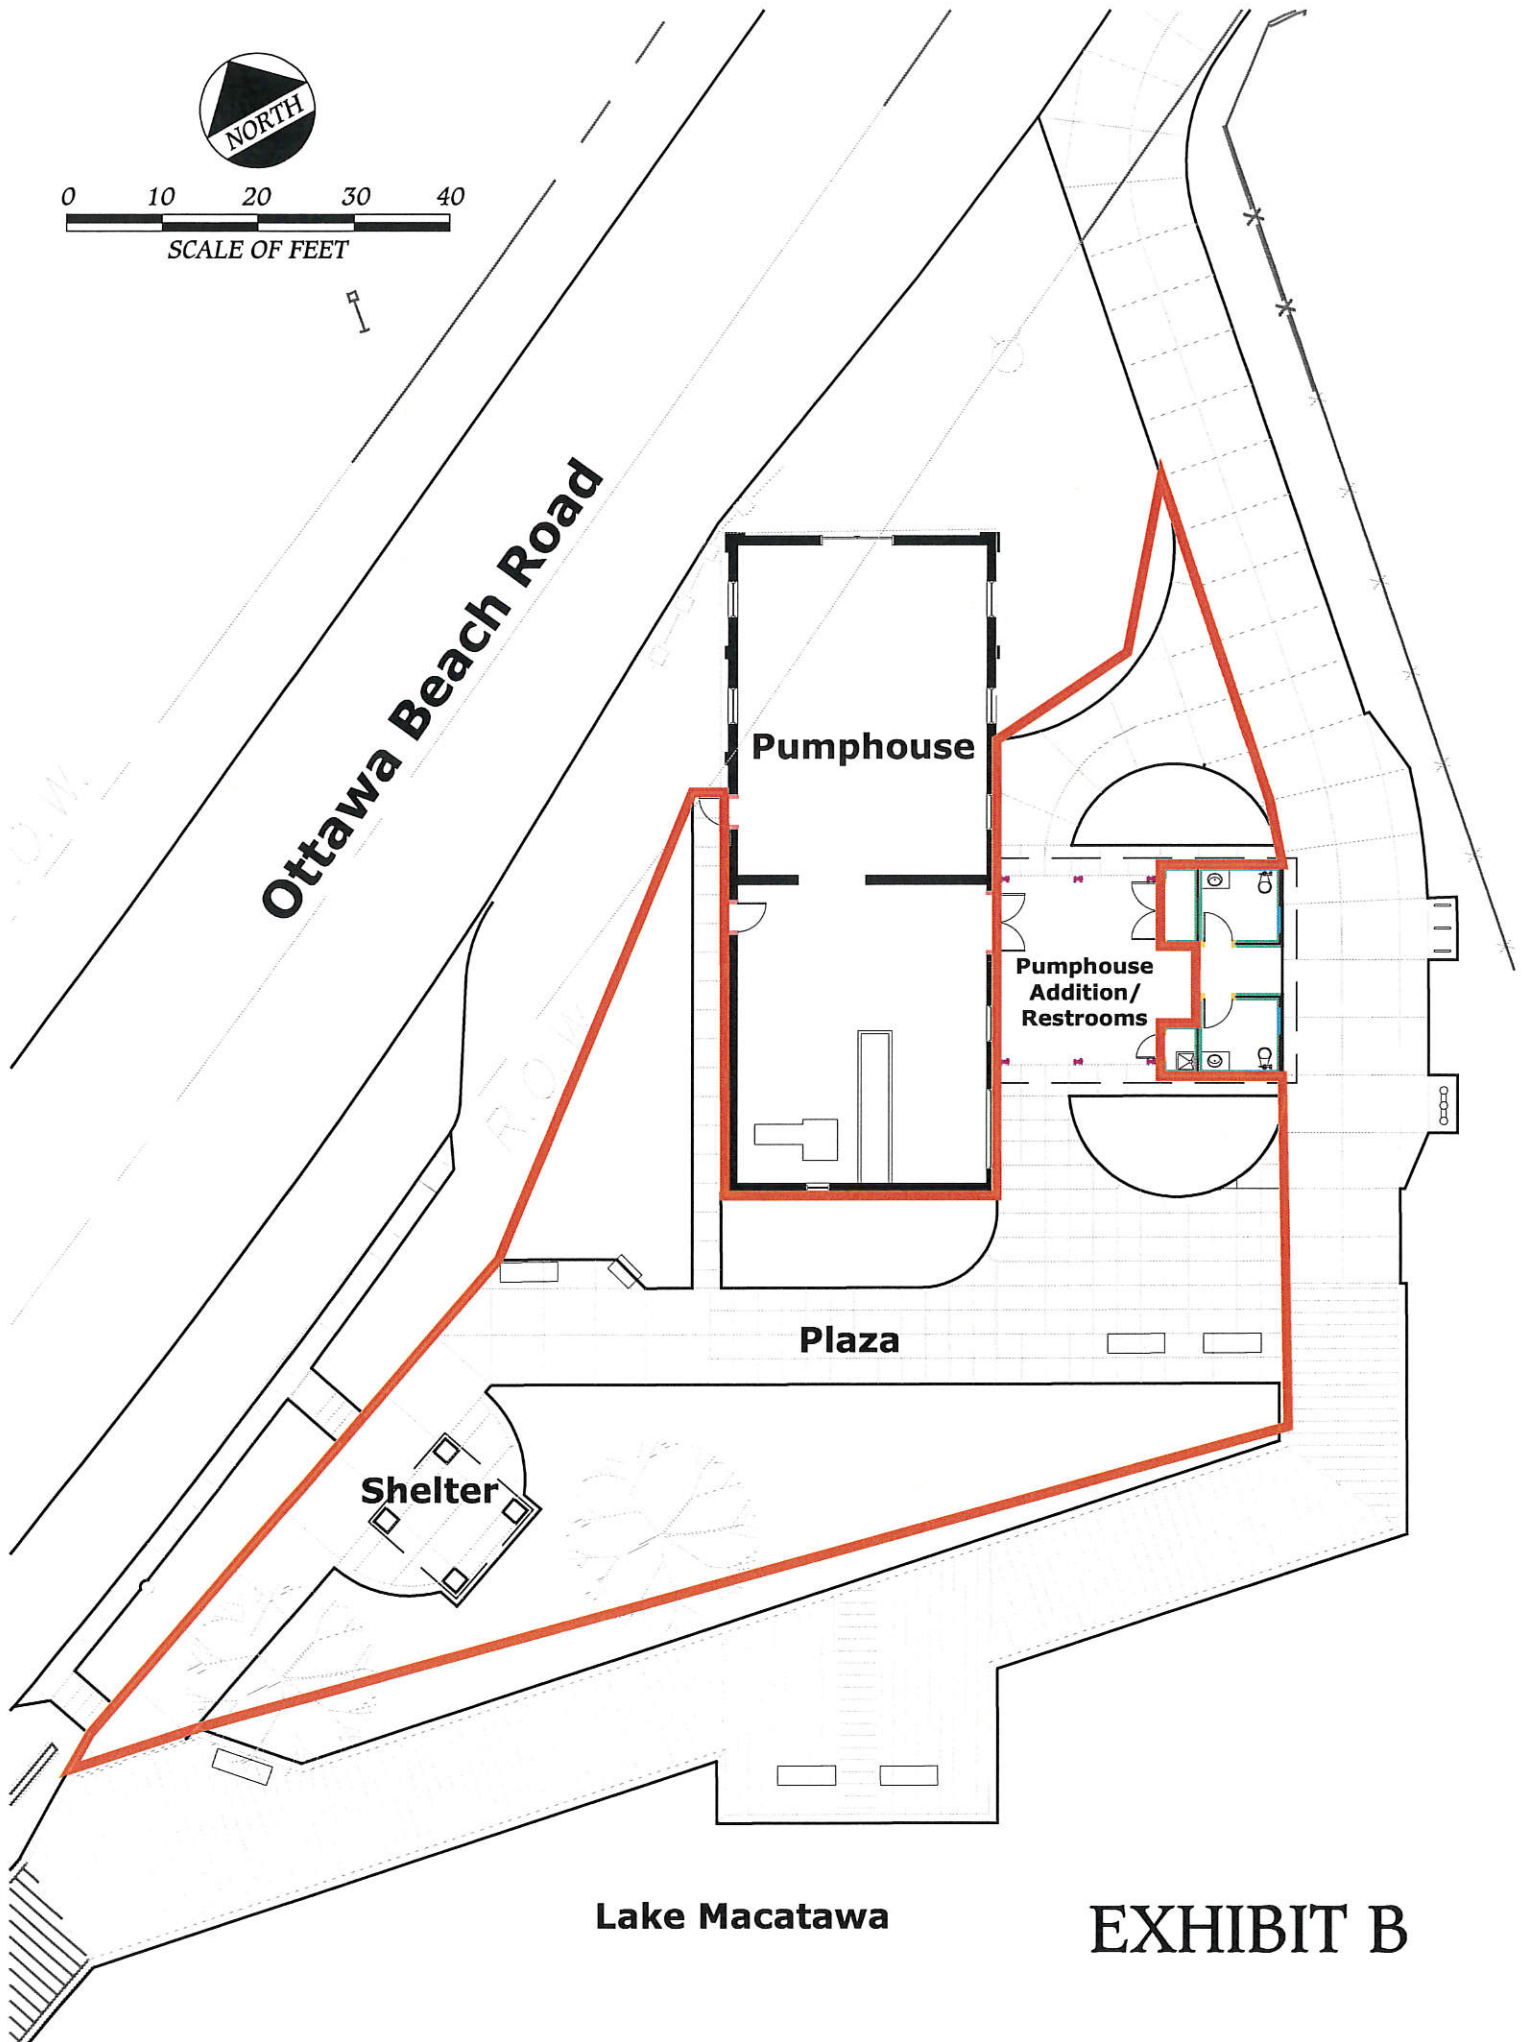 NORTH
0 10 20 30 40
SCALE OF FEET
Ottawa Beach Road
Pumphouse
Pumphouse
Addition/
Restrooms
R.O.W.
Plaza
Shelter
Lake Macatawa
EXHIBIT B